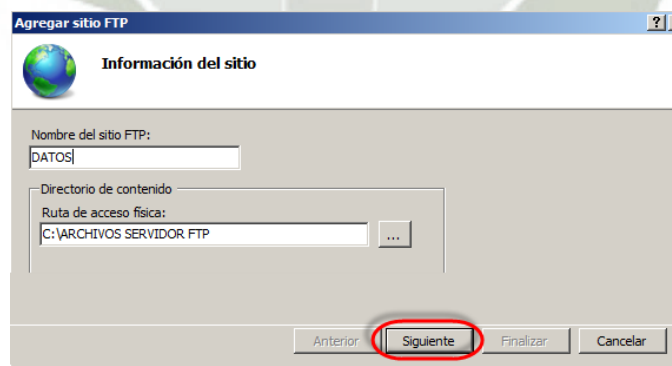 Agregar sitio FTP
?
Información del sitio
Nombre del sitio FTP:
DATOS
Directorio de contenido
Ruta de acceso física:
C:\ARCHIVOS SERVIDOR FTP
...
Anterior Siguiente Finalizar Cancelar